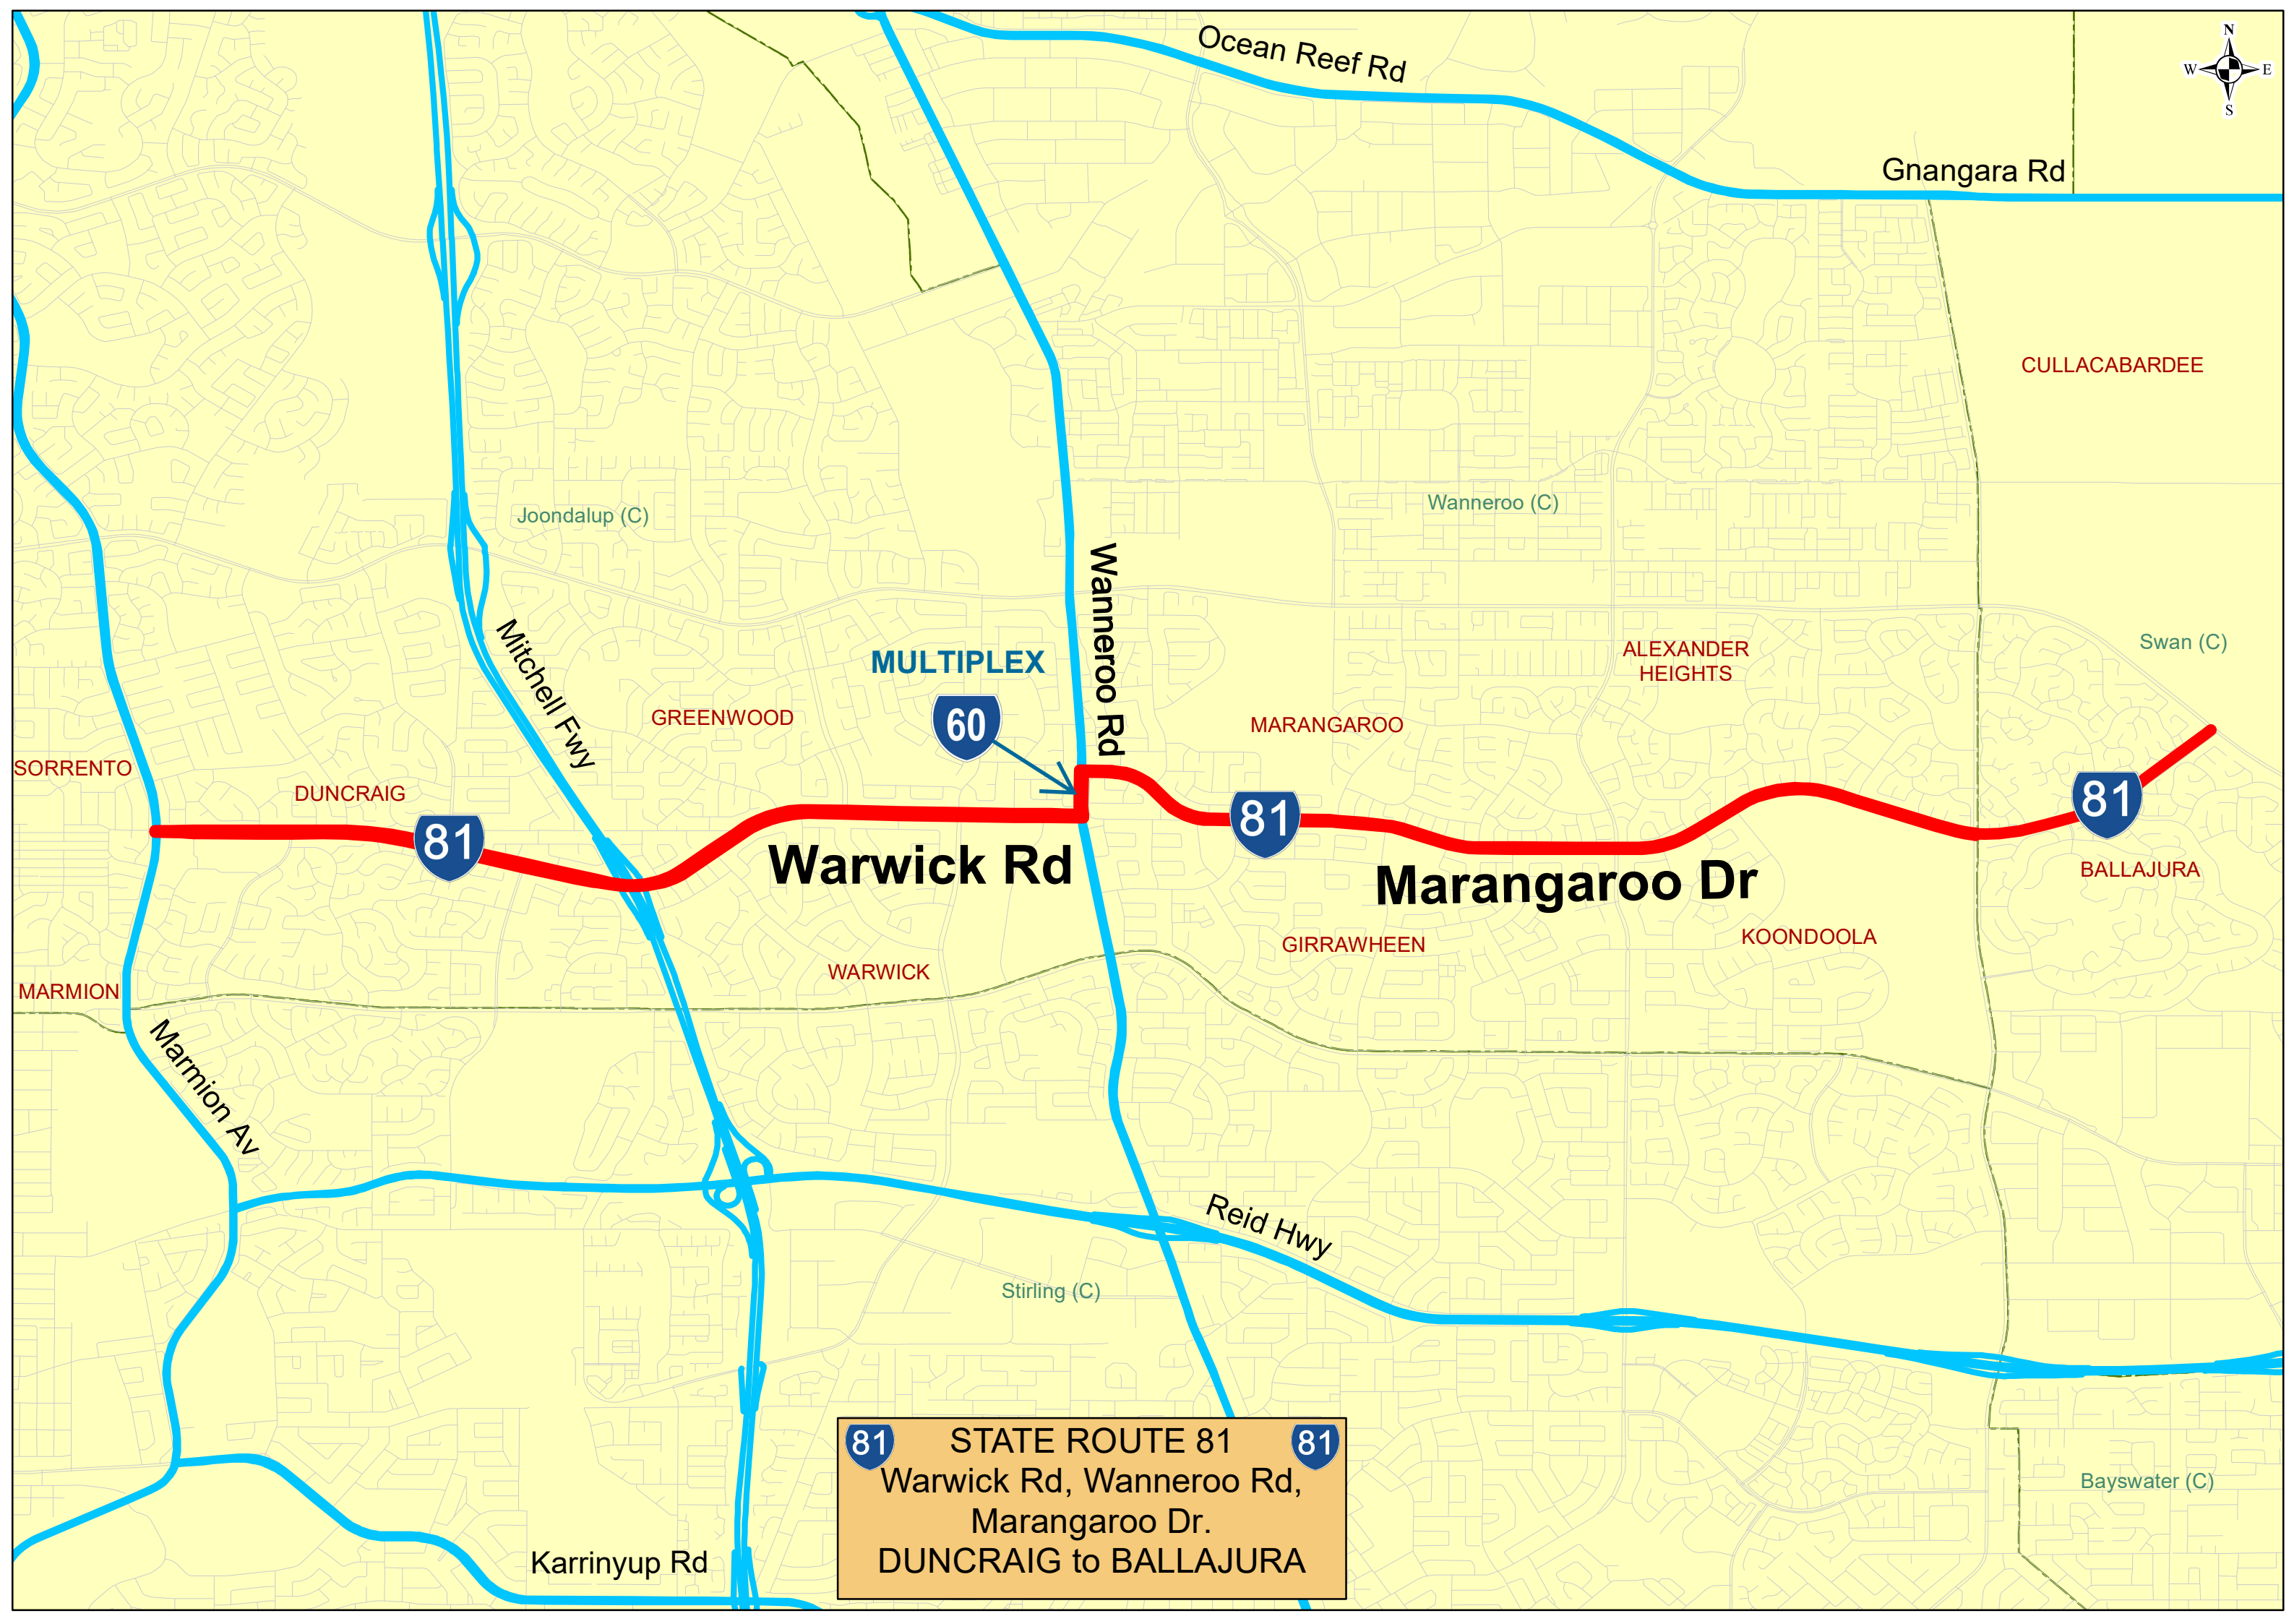 Ocean Reef Rd
N
W E
S
Gnangara Rd
CULLACABARDEE
Joondalup (C)
Wanneroo (C)
Wanneroo Rd
Mitchell Fwy
MULTIPLEX
60
ALEXANDER
HEIGHTS
Swan (C)
GREENWOOD
MARANGAROO
SORRENTO
DUNCRAIG
81
81
81
Warwick Rd
Marangaroo Dr
BALLAJURA
GIRRAWHEEN
KOONDOOLA
WARWICK
MARMION
Marmion Av
Reid Hwy
Stirling (C)
Bayswater (C)
Karrinyup Rd
81 STATE ROUTE 81 81
Warwick Rd, Wanneroo Rd,
Marangaroo Dr.
DUNCRAIG to BALLAJURA